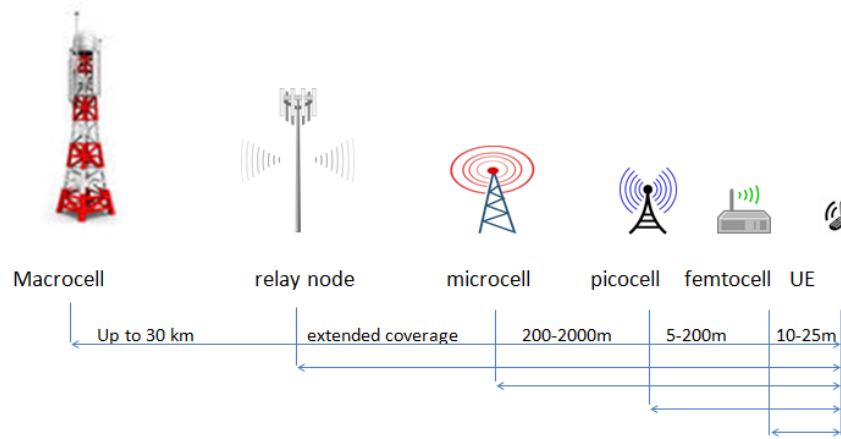 Macrocell relay node microcell picocell femtocell UE
Up to 30 km extended coverage 200-2000m 5-200m 10-25m